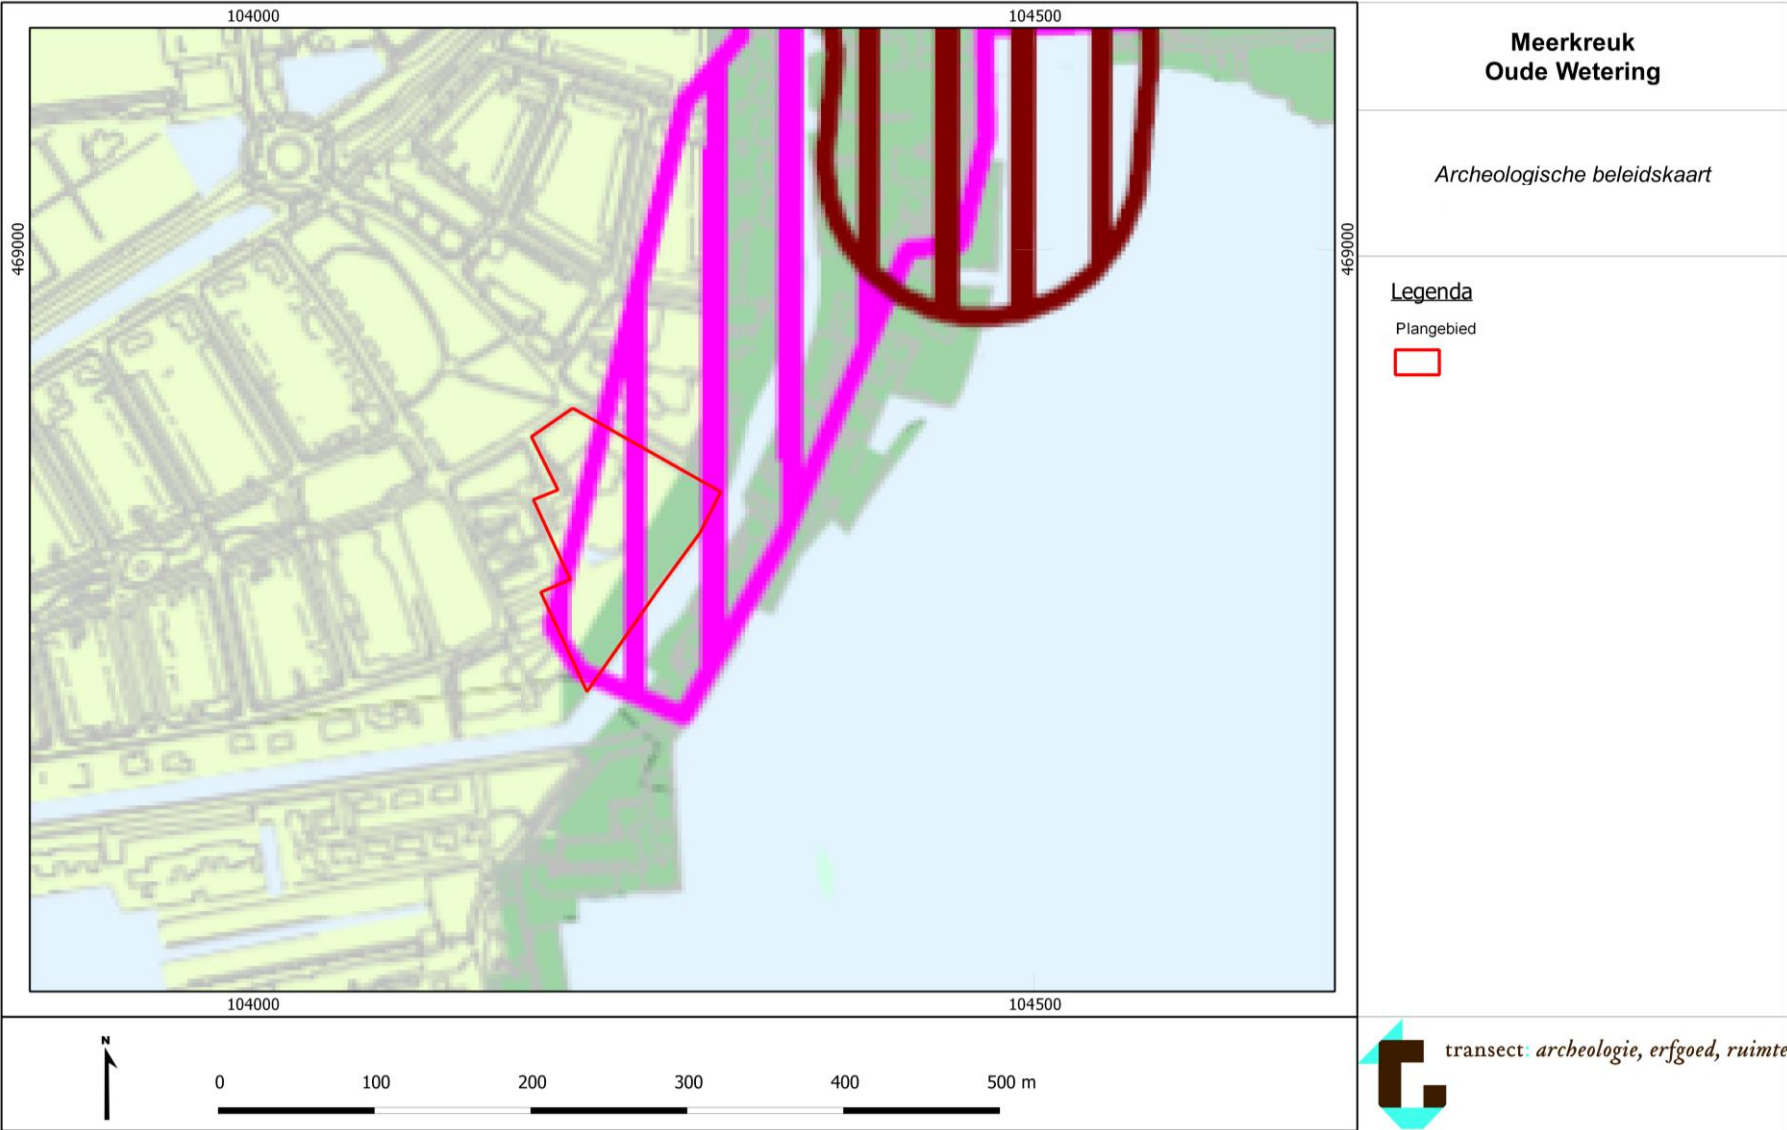 104000
104500
469000
469000
104000
104500
Meerkreuk
Oude Wetering
Archeologische beleidskaart
Legenda
Plangebied
N
0 100 200 300 400 500 m
transect: archeologie, erfgoed, ruimte